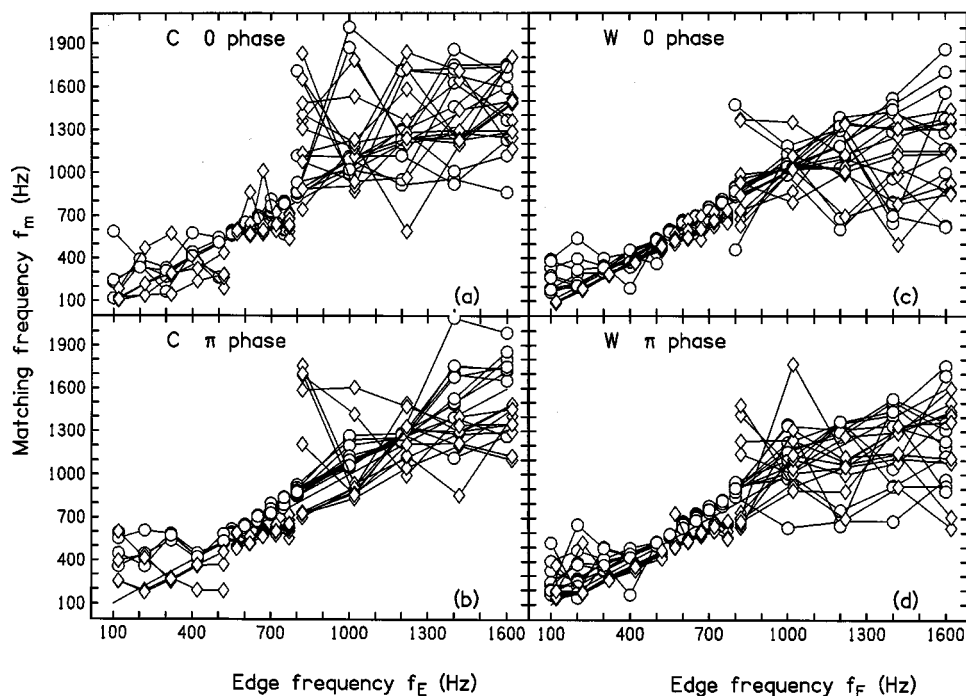 C 0 phase
W 0 phase
1900
1600
1300
1000
700
400
100
(a)
(c)
C π phase
W π phase
1900
1600
1300
1000
700
400
100
(b)
(d)
100 400 700 1000 1300 1600
100 400 700 1000 1300 1600
Matching frequency f_m (Hz)
Edge frequency f_E (Hz)
Edge frequency f_E (Hz)